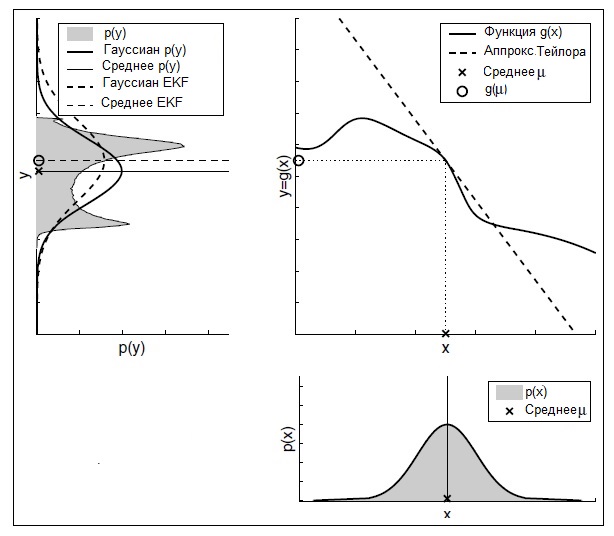 p(y)
Гауссиан p(y)
Среднее p(y)
Гауссиан EKF
Среднее EKF
y
p(y)
Функция g(x)
Аппрокс.Тейлора
Среднее μ
g(μ)
y=g(x)
x
p(x)
Среднее μ
p(x)
x